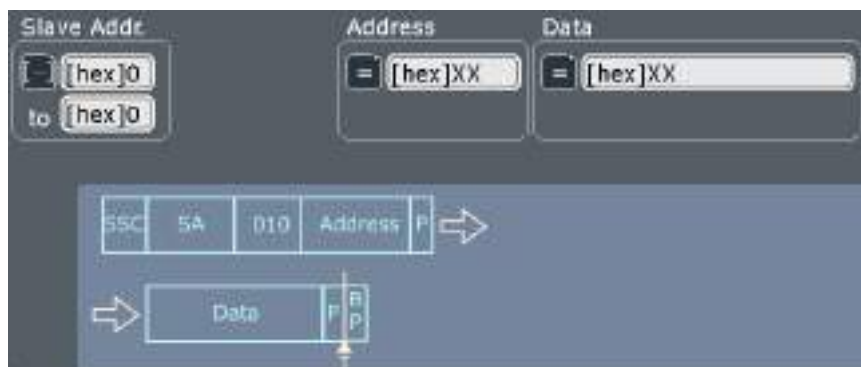 Slave Addr. Address Data
- [hex]0 = [hex]XX = [hex]XX
to [hex]0
SSC SA 010 Address P
Data P B P